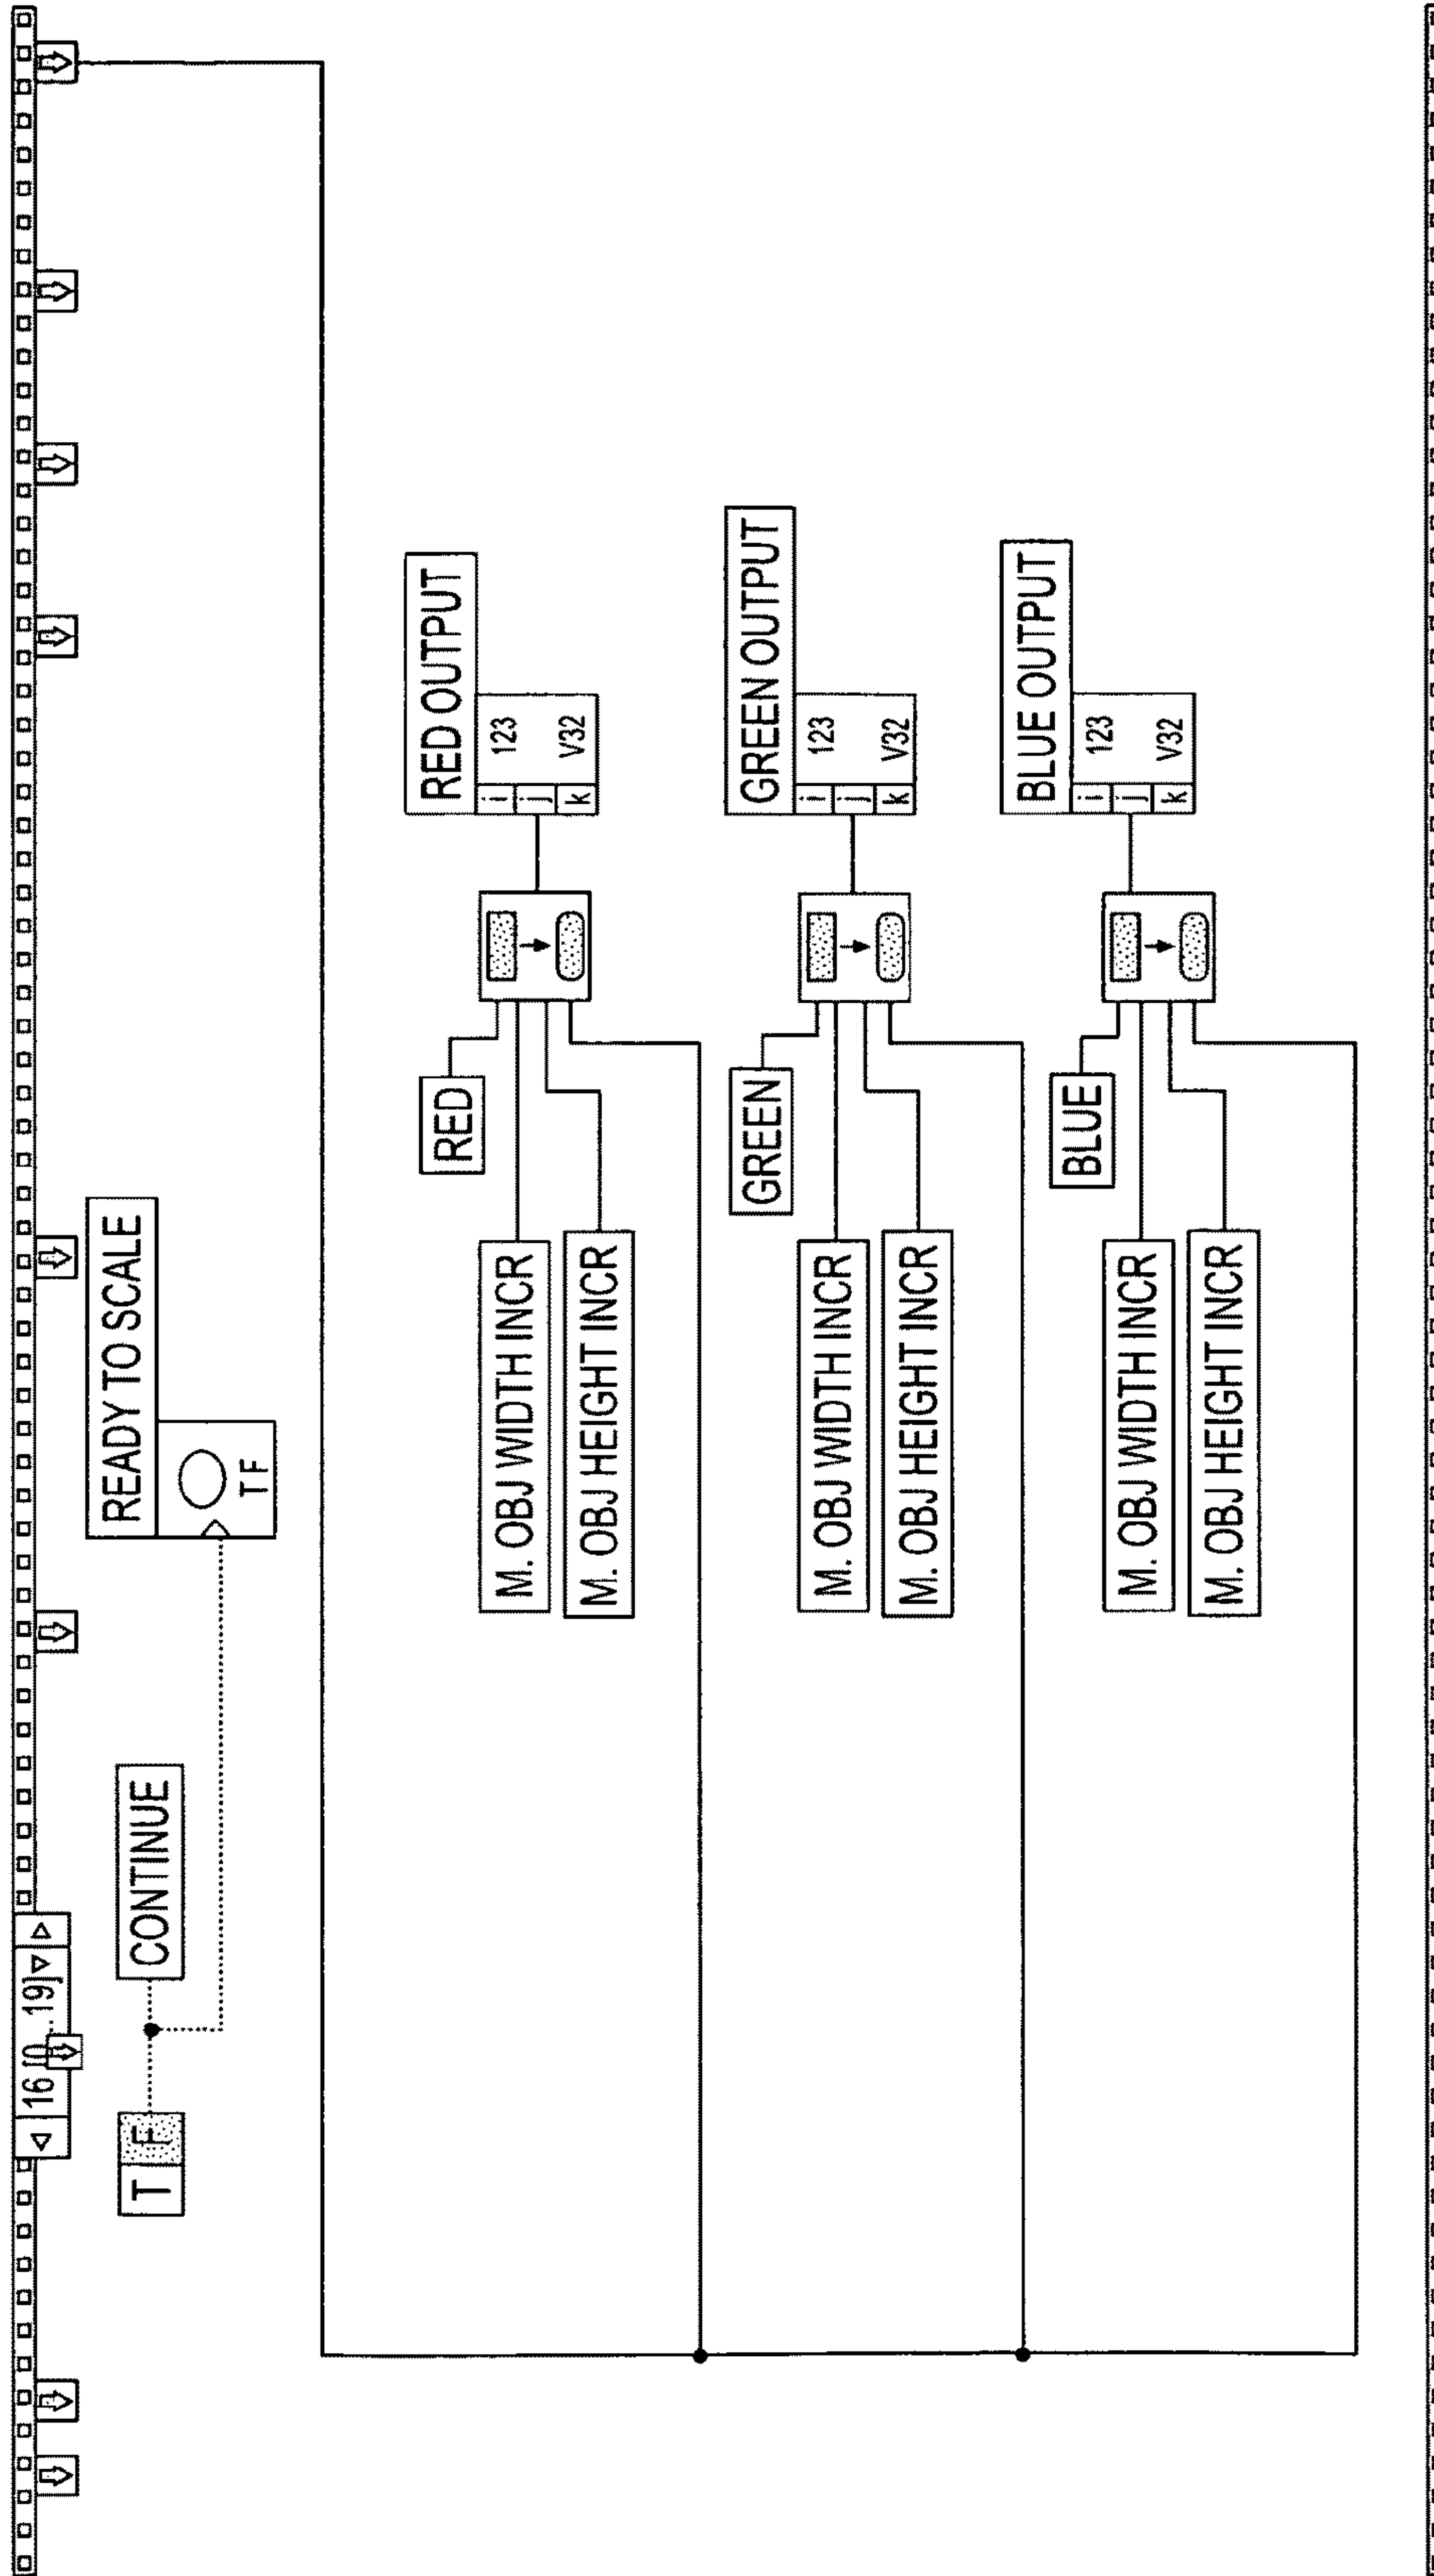 16 [0..19]
T F
CONTINUE
READY TO SCALE
T F
RED
M. OBJ WIDTH INCR
M. OBJ HEIGHT INCR
RED OUTPUT
i
j
k
123
V32
GREEN
M. OBJ WIDTH INCR
M. OBJ HEIGHT INCR
GREEN OUTPUT
i
j
k
123
V32
BLUE
M. OBJ WIDTH INCR
M. OBJ HEIGHT INCR
BLUE OUTPUT
i
j
k
123
V32